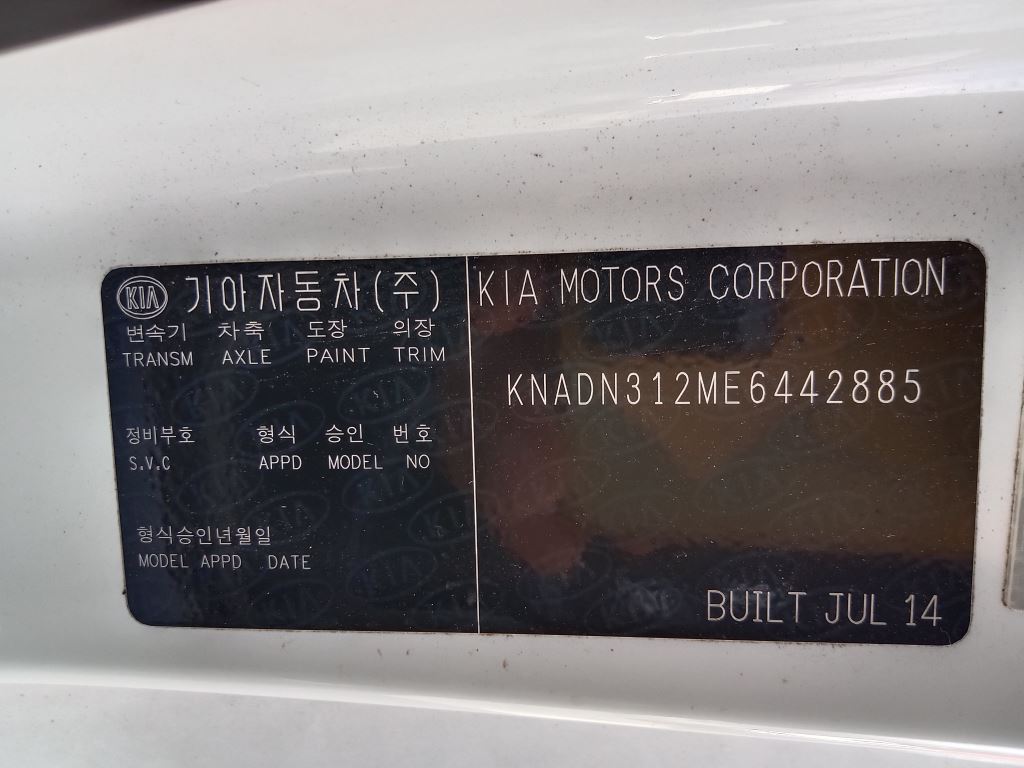 KIA 기아자동차(주)
변속기 차축 도장 위장
TRANSM AXLE PAINT TRIM
정비부호 형식 승인 번호
S.V.C APPD MODEL NO
형식승인년월일
MODEL APPD DATE
KIA MOTORS CORPORATION
KNADN312ME6442885
BUILT JUL 14